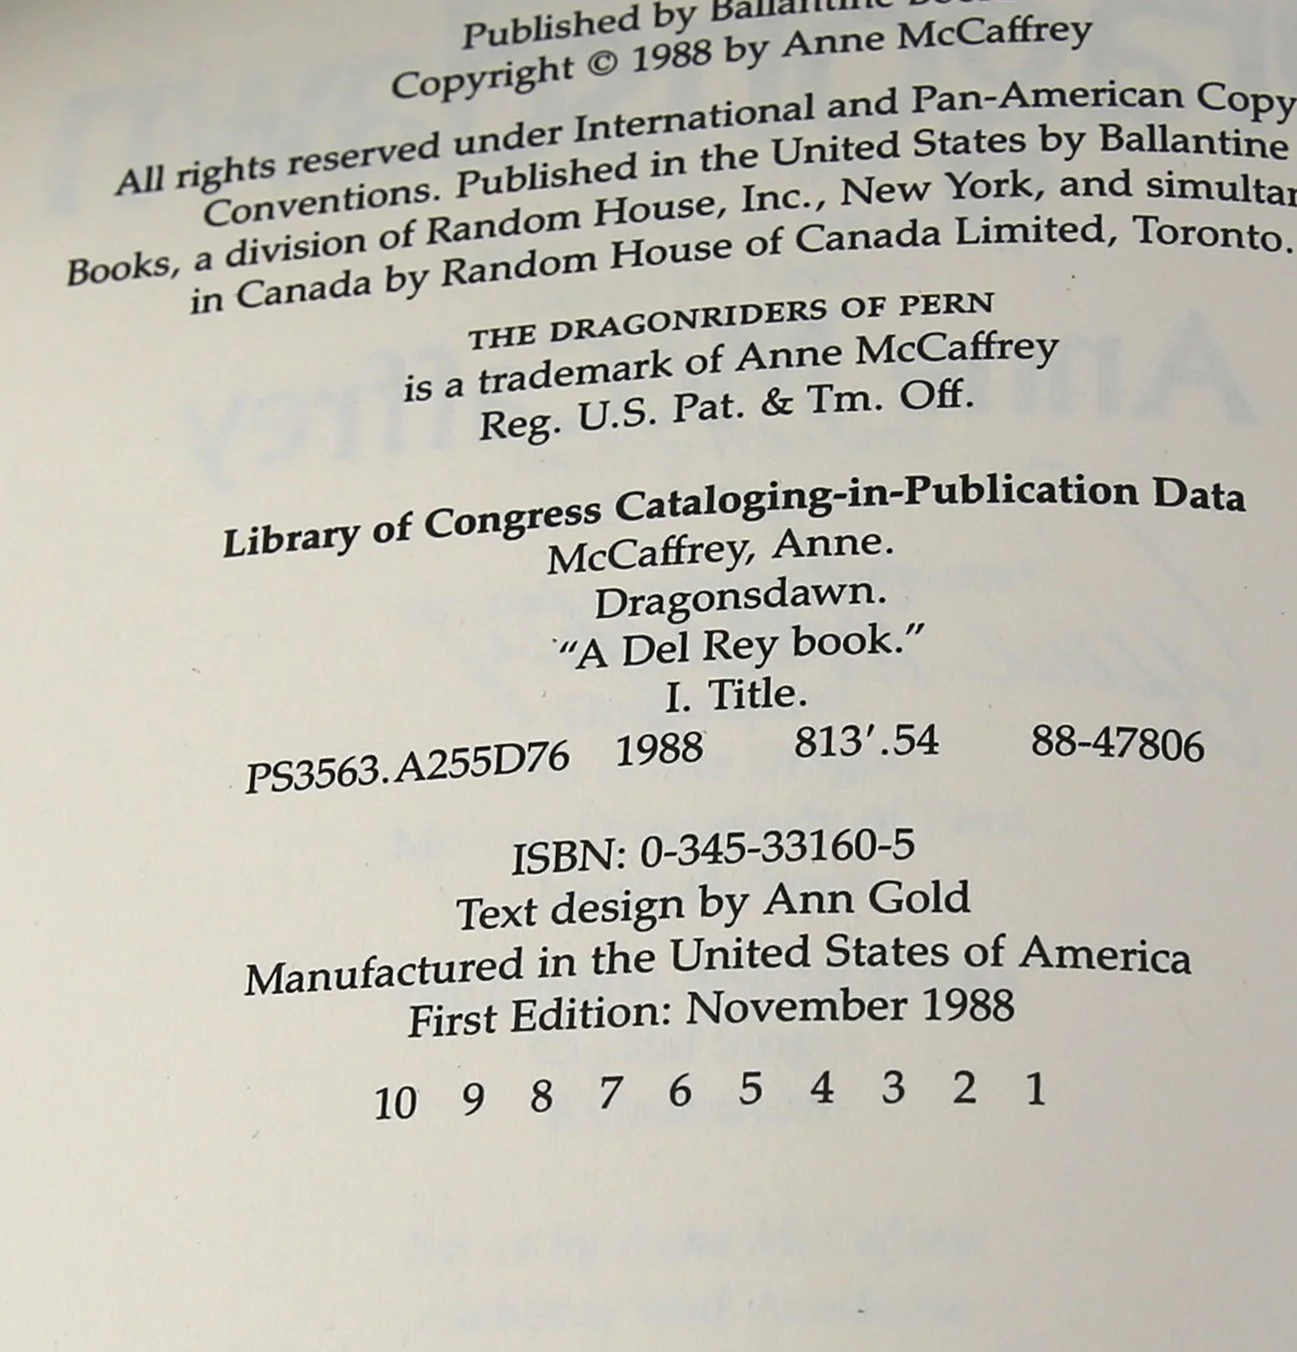 Published by Ballantine
Copyright © 1988 by Anne McCaffrey
All rights reserved under International and Pan-American Copy
Conventions. Published in the United States by Ballantine
Books, a division of Random House, Inc., New York, and simultan
in Canada by Random House of Canada Limited, Toronto.
THE DRAGONRIDERS OF PERN
is a trademark of Anne McCaffrey
Reg. U.S. Pat. & Tm. Off.
Library of Congress Cataloging-in-Publication Data
McCaffrey, Anne.
Dragonsdawn.
“A Del Rey book.”
I. Title.
PS3563.A255D76 1988 813′.54 88-47806
ISBN: 0-345-33160-5
Text design by Ann Gold
Manufactured in the United States of America
First Edition: November 1988
10 9 8 7 6 5 4 3 2 1